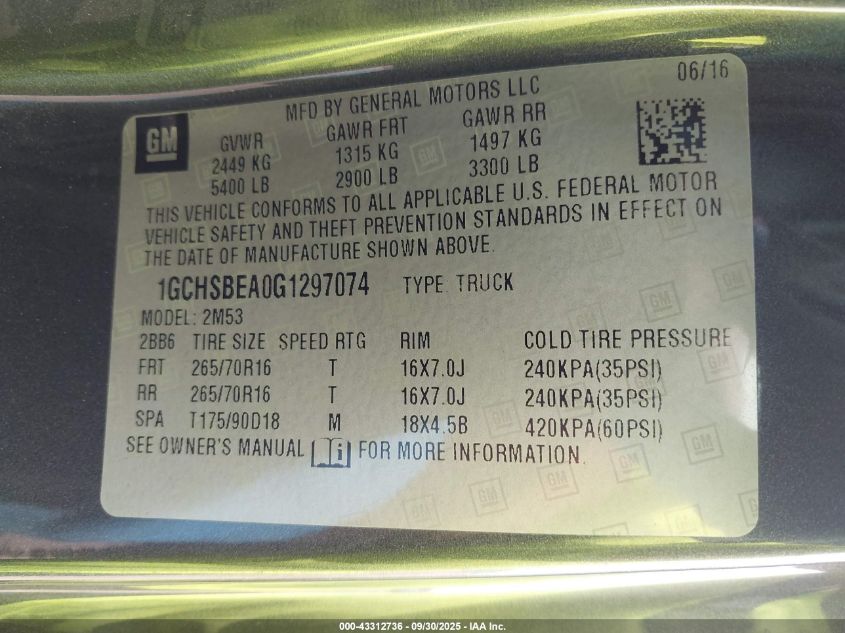 06/16
GM
MFD BY GENERAL MOTORS LLC
GVWR GAWR FRT GAWR RR
2449 KG 1315 KG 1497 KG
5400 LB 2900 LB 3300 LB
THIS VEHICLE CONFORMS TO ALL APPLICABLE U.S. FEDERAL MOTOR
VEHICLE SAFETY AND THEFT PREVENTION STANDARDS IN EFFECT ON
THE DATE OF MANUFACTURE SHOWN ABOVE.
1GCHSBEA0G1297074 TYPE: TRUCK
MODEL: 2M53
2BB6 TIRE SIZE SPEED RTG RIM COLD TIRE PRESSURE
FRT 265/70R16 T 16X7.0J 240KPA(35PSI)
RR 265/70R16 T 16X7.0J 240KPA(35PSI)
SPA T175/90D18 M 18X4.5B 420KPA(60PSI)
SEE OWNER'S MANUAL i FOR MORE INFORMATION.
000-43312736 - 09/30/2025 - IAA Inc.